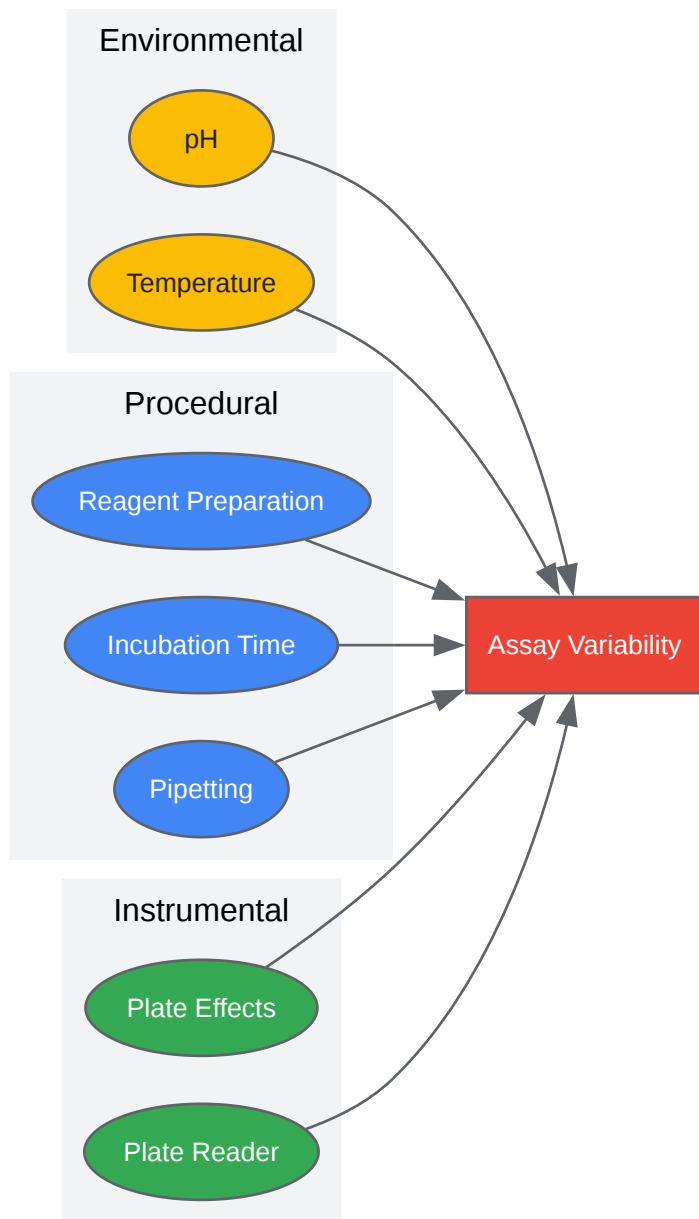 Environmental
pH
Temperature
Procedural
Reagent Preparation
Incubation Time
Assay Variability
Pipetting
Instrumental
Plate Effects
Plate Reader